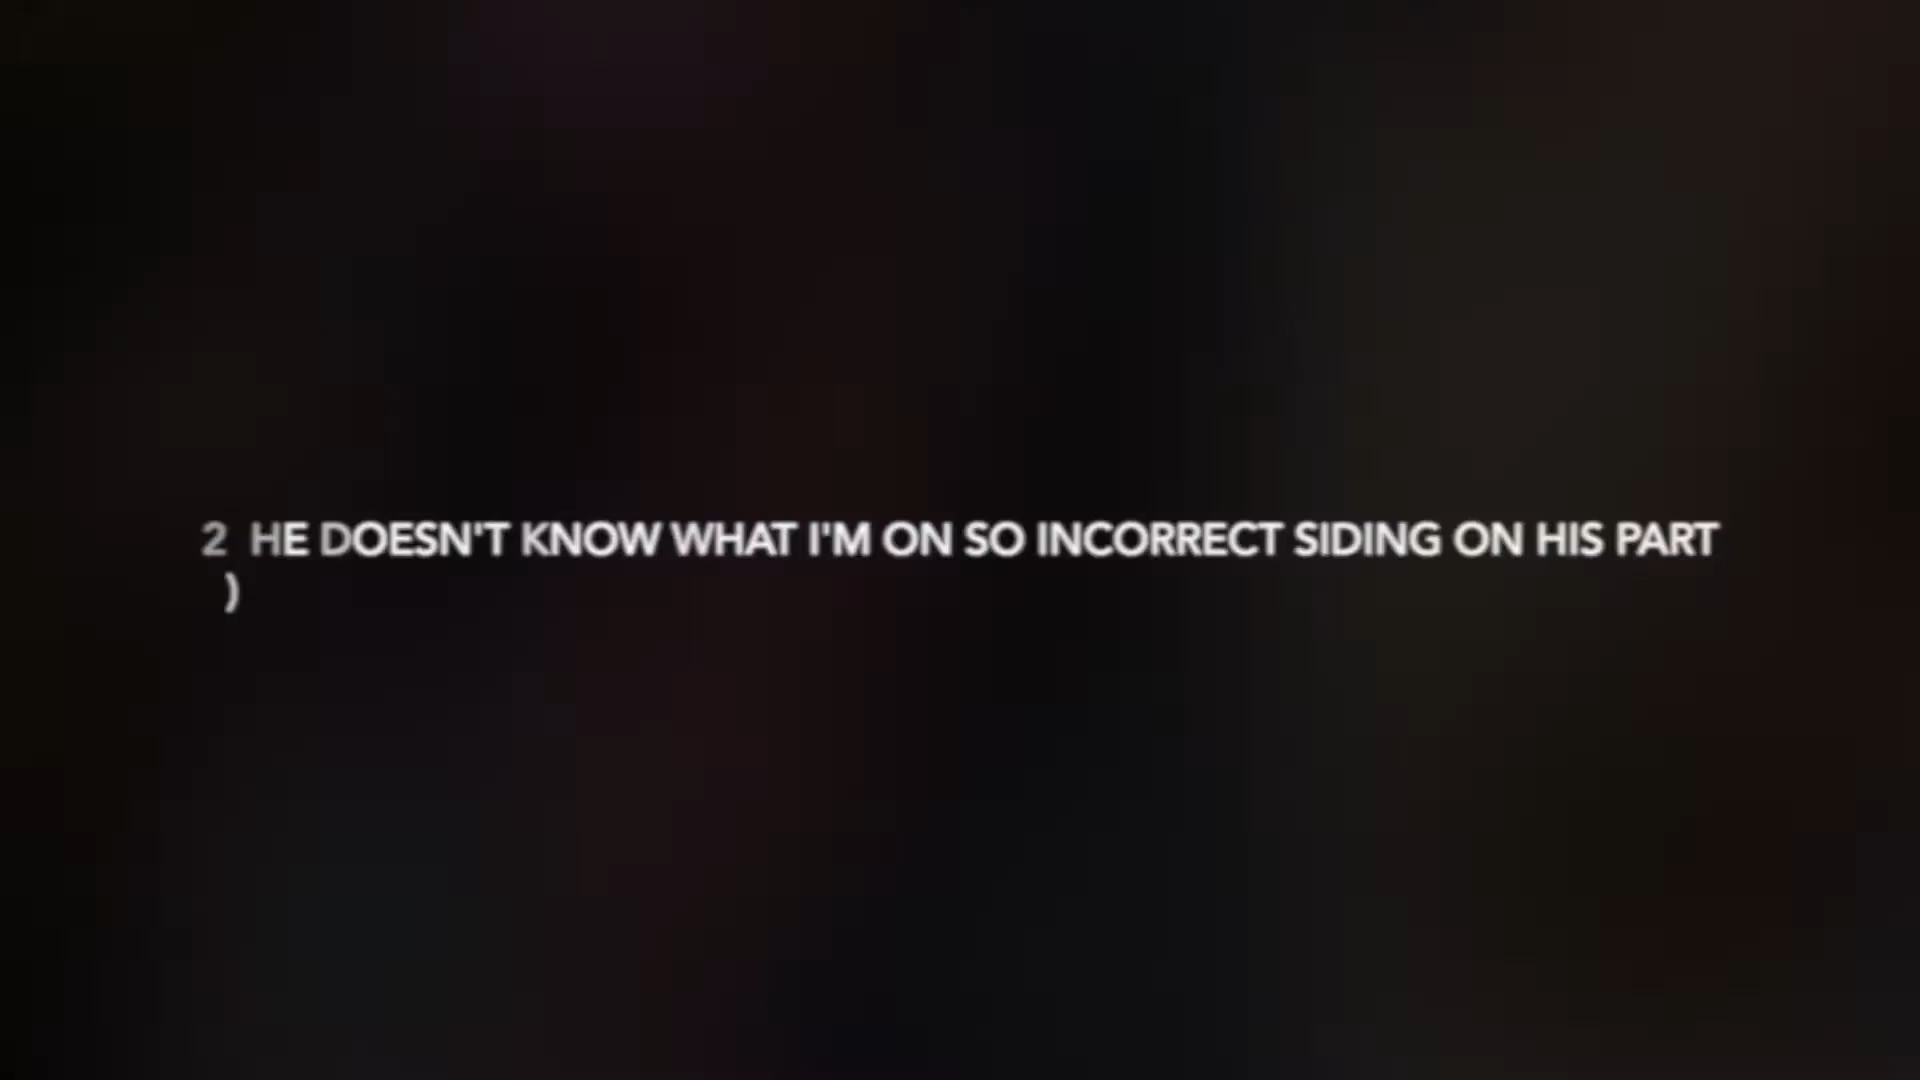 2 HE DOESN'T KNOW WHAT I'M ON SO INCORRECT SIDING ON HIS PART
)